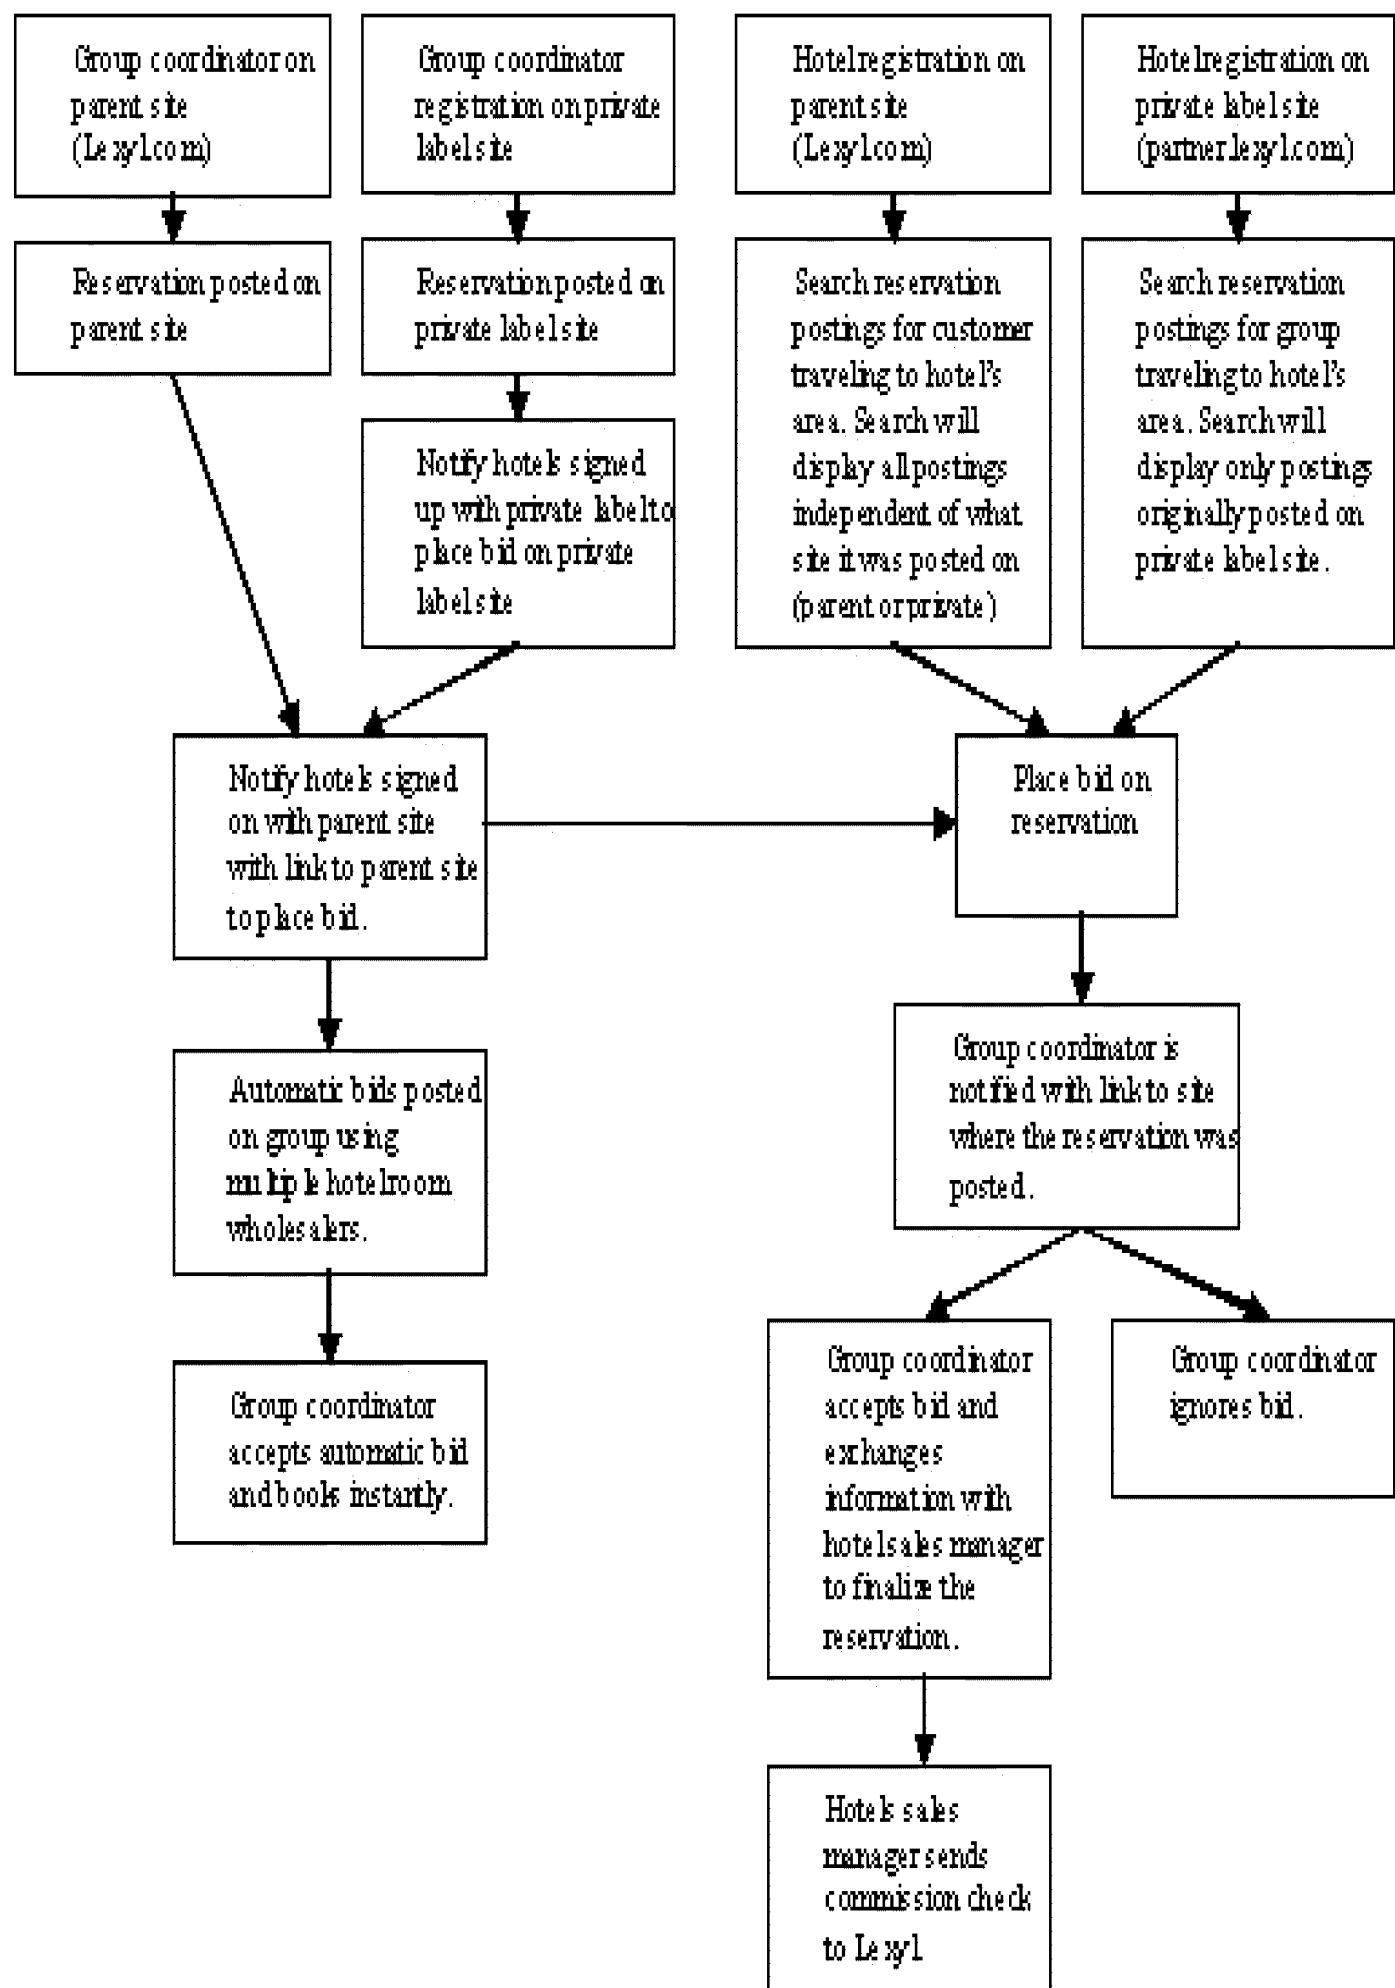 Group coordinator on
parent site
(Lexyl.com)
Group coordinator
registration on private
label site
Hotel registration on
parent site
(Lexyl.com)
Hotel registration on
private label site
(partner.lexyl.com)
Reservation posted on
parent site
Reservation posted on
private label site
Search reservation
postings for customer
traveling to hotel's
area. Search will
display all postings
independent of what
site it was posted on
(parent or private)
Search reservation
postings for group
traveling to hotel's
area. Search will
display only postings
originally posted on
private label site.
Notify hotels signed
up with private label to
place bid on private
label site
Notify hotels signed
on with parent site
with link to parent site
to place bid.
Place bid on
reservation
Automatic bids posted
on group using
multiple hotel room
wholesalers.
Group coordinator is
notified with link to site
where the reservation was
posted.
Group coordinator
accepts automatic bid
and books instantly.
Group coordinator
accepts bid and
exchanges
information with
hotel sales manager
to finalize the
reservation.
Group coordinator
ignores bid.
Hotels sales
manager sends
commission check
to Lexyl